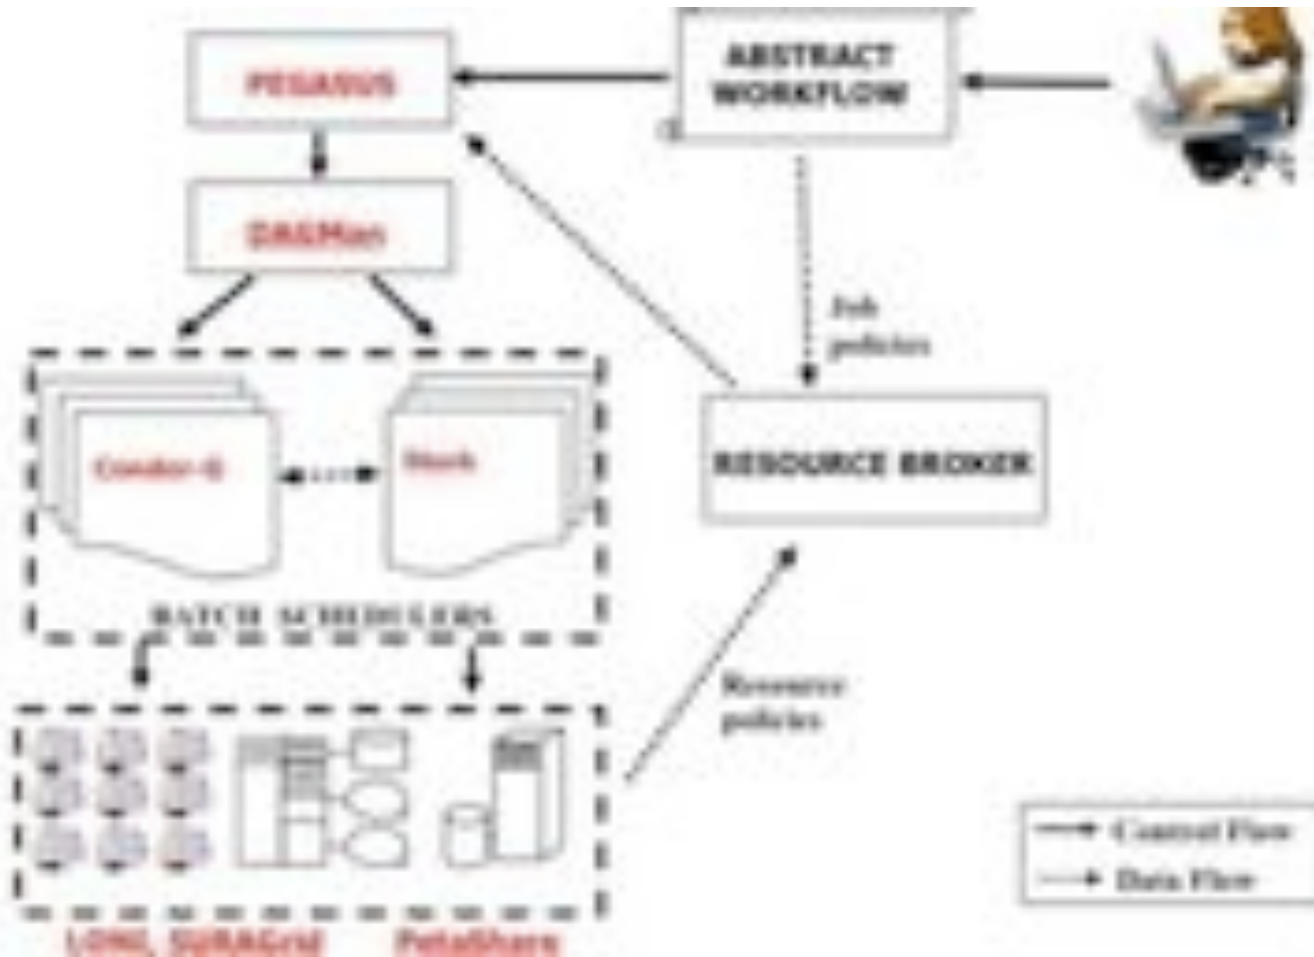 PEGASUS
ABSTRACT
WORKFLOW
DAGMan
Job
policies
Condor-G
Stork
RESOURCE BROKER
BATCH SCHEDULERS
Resource
policies
Control Flow
Data Flow
LONI, SURAGrid
PetaShare